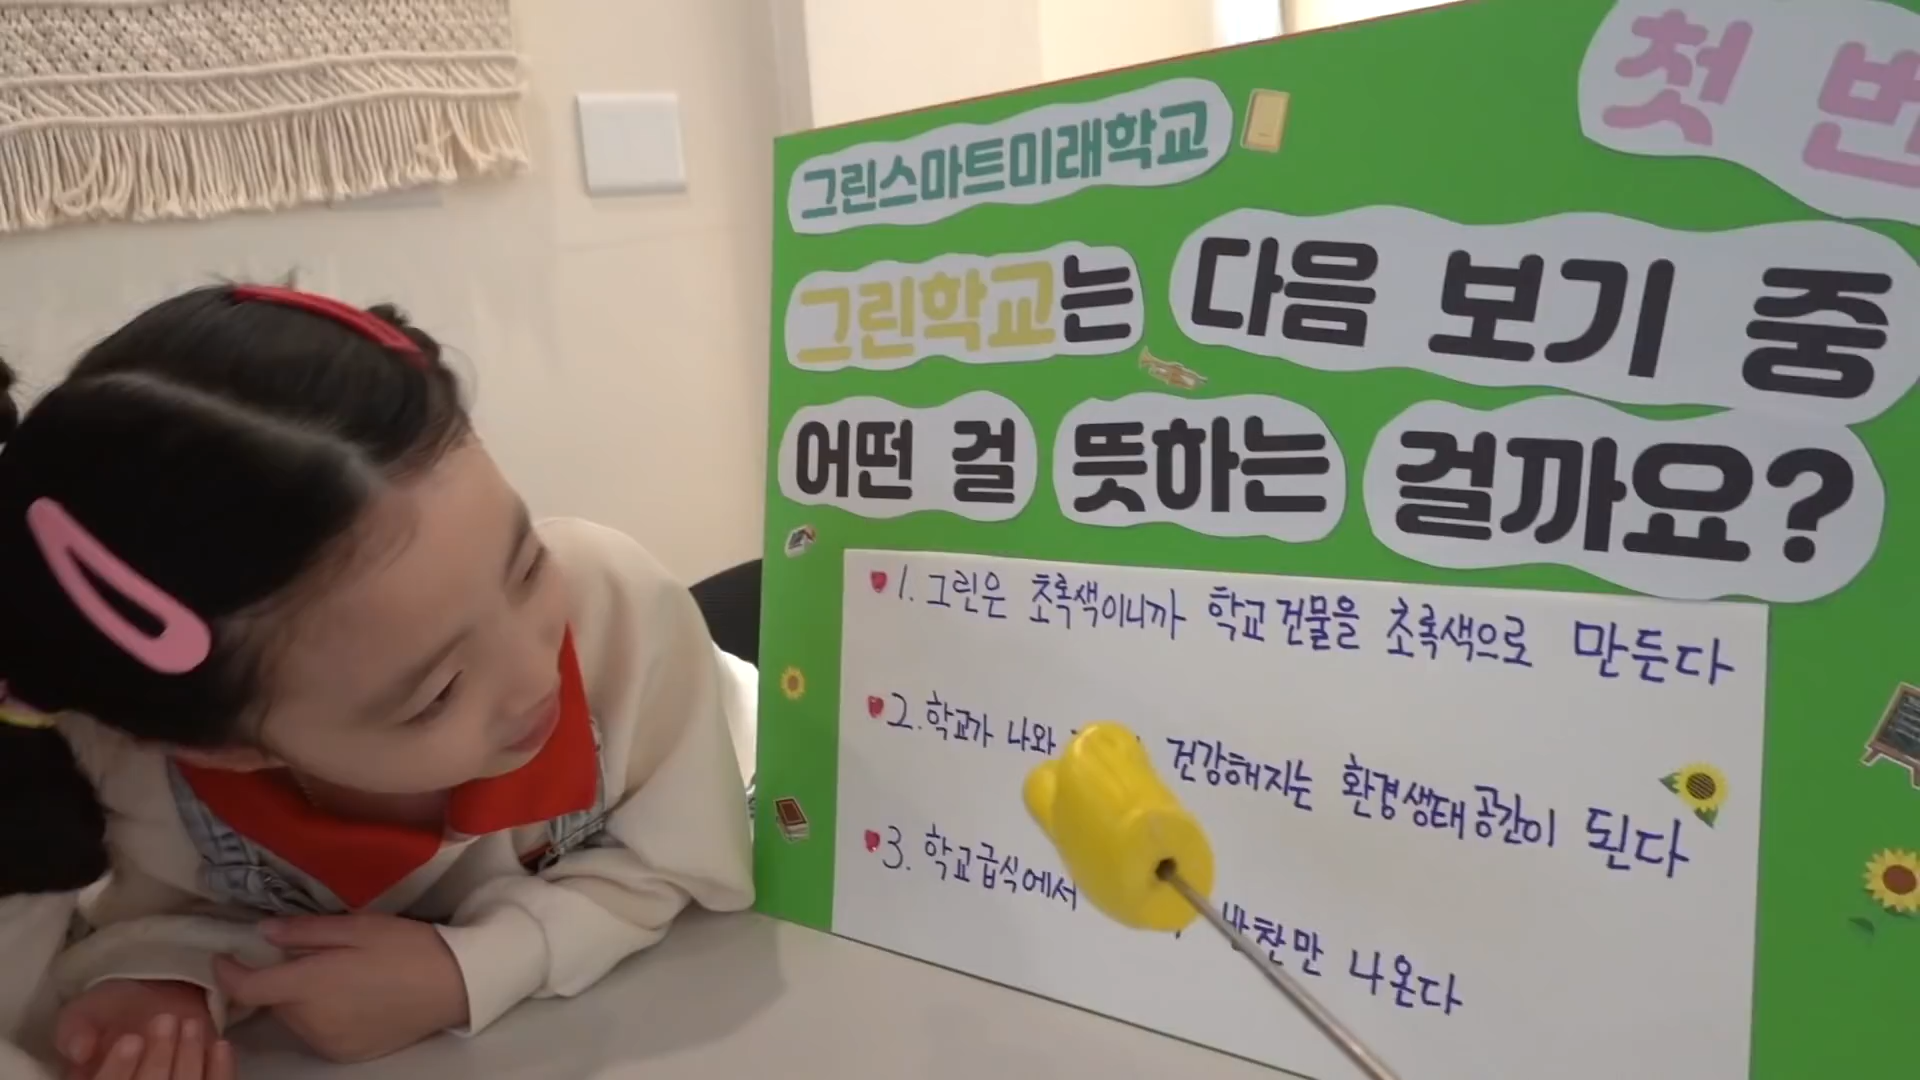 첫 번
그린스마트미래학교
그린학교는 다음 보기 중
어떤 걸 뜻하는 걸까요?
1. 그린은 초록색이니까 학교건물을 초록색으로 만든다
2. 학교가 나와 건강해지는 환경생태공간이 된다
3. 학교급식에서 반찬만 나온다